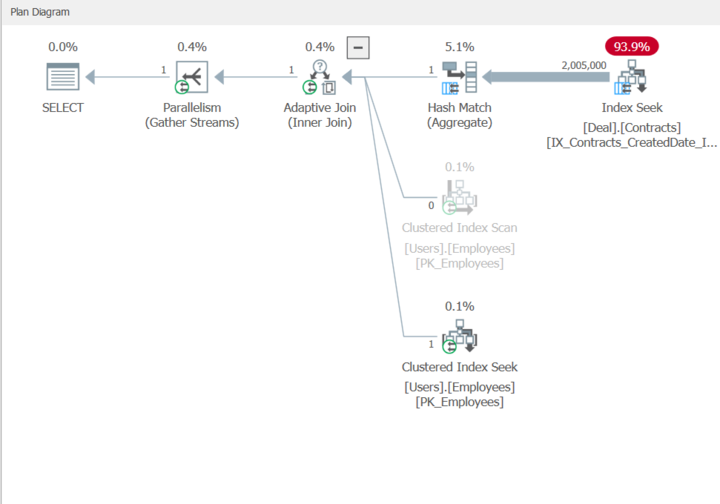 Plan Diagram
0.0%
SELECT
0.4%
1
Parallelism
(Gather Streams)
0.4%
1
Adaptive Join
(Inner Join)
5.1%
1
Hash Match
(Aggregate)
93.9%
2,005,000
Index Seek
[Deal].[Contracts]
[IX_Contracts_CreatedDate_I...
0.1%
0
Clustered Index Scan
[Users].[Employees]
[PK_Employees]
0.1%
1
Clustered Index Seek
[Users].[Employees]
[PK_Employees]